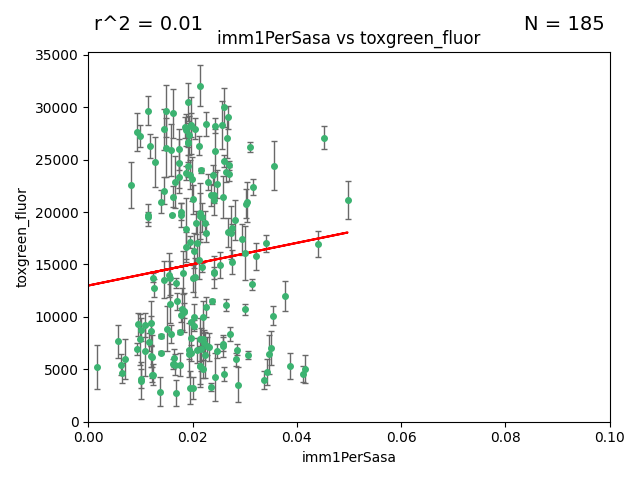 r^2 = 0.01
N = 185
imm1PerSasa vs toxgreen_fluor
35000
30000
25000
20000
15000
10000
5000
0
toxgreen_fluor
0.00
0.02
0.04
0.06
0.08
0.10
imm1PerSasa